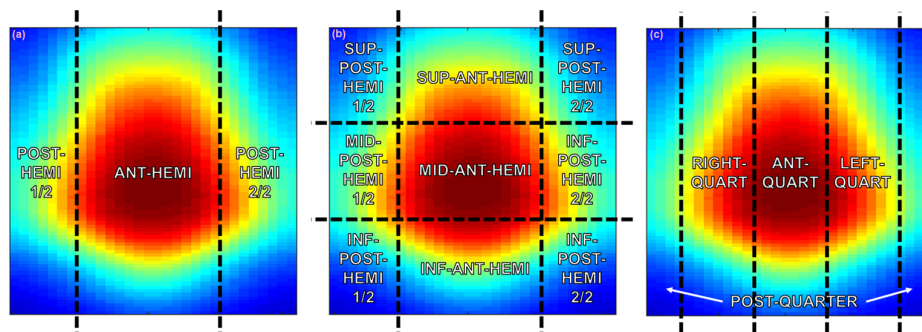 (a)
POST-
HEMI
1/2
ANT-HEMI
POST-
HEMI
2/2
(b)
SUP-
POST-
HEMI
1/2
SUP-ANT-HEMI
SUP-
POST-
HEMI
2/2
MID-
POST-
HEMI
1/2
MID-ANT-HEMI
INF-
POST-
HEMI
2/2
INF-
POST-
HEMI
1/2
INF-ANT-HEMI
INF-
POST-
HEMI
2/2
(c)
RIGHT-
QUART
ANT-
QUART
LEFT-
QUART
POST-QUARTER